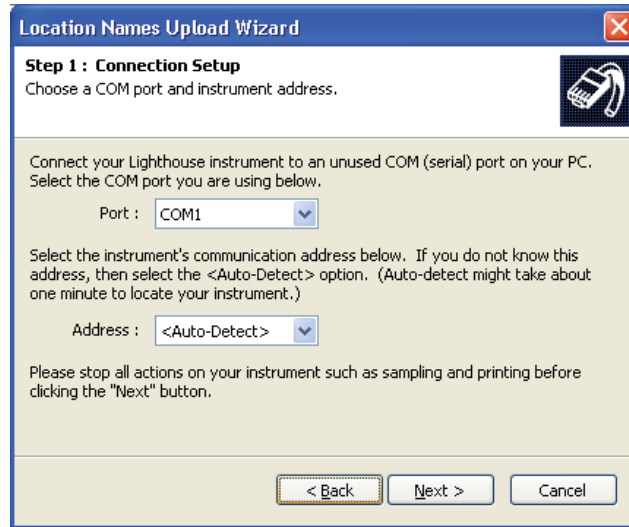 Location Names Upload Wizard
Step 1 : Connection Setup
Choose a COM port and instrument address.
Connect your Lighthouse instrument to an unused COM (serial) port on your PC.
Select the COM port you are using below.
Port : COM1
Select the instrument's communication address below. If you do not know this
address, then select the <Auto-Detect> option. (Auto-detect might take about
one minute to locate your instrument.)
Address : <Auto-Detect>
Please stop all actions on your instrument such as sampling and printing before
clicking the "Next" button.
< Back Next > Cancel